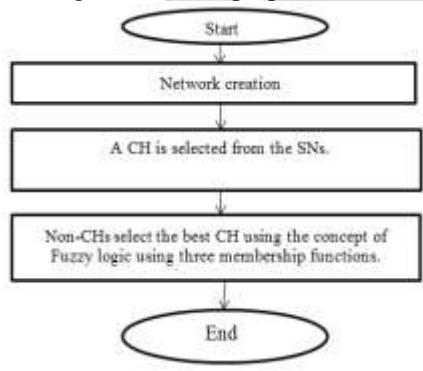 Start
Network creation
A CH is selected from the SNs.
Non-CHs select the best CH using the concept of
Fuzzy logic using three membership functions.
End